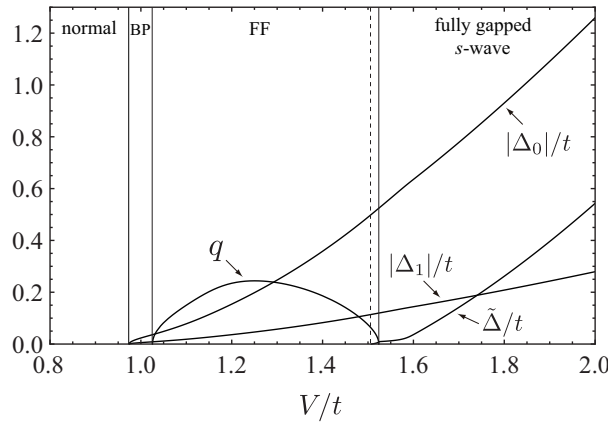 1.2
1.0
0.8
0.6
0.4
0.2
0.0
normal
BP
FF
fully gapped
s-wave
|Δ₀|/t
q
|Δ₁|/t
Δ̃/t
0.8 1.0 1.2 1.4 1.6 1.8 2.0
V/t